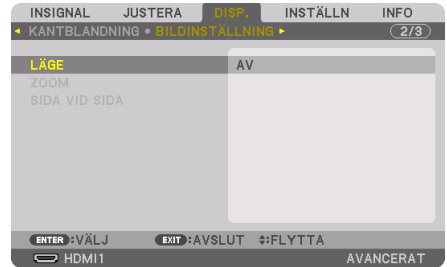 INSIGNAL JUSTERA DISP. INSTÄLLN INFO
KANTBLANDNING • BILDINSTÄLLNING 2/3
LÄGE AV
ZOOM
SIDA VID SIDA
ENTER:VÄLJ EXIT:AVSLUT :FLYTTA
HDMI1 AVANCERAT